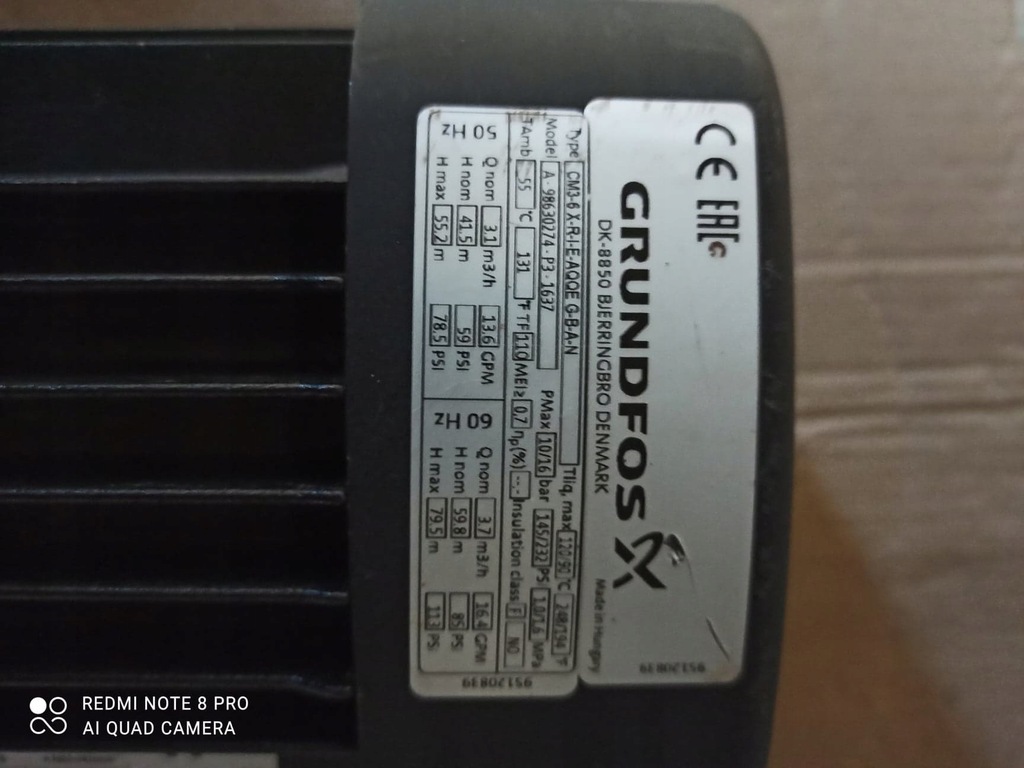 CE EAC
GRUNDFOS
DK-8850 BJERRINGBRO DENMARK
Made in Hungary
95120839
Type CM3-6 X-R-I-E-AQQE G-B-A-N Tliq, max 120/90 °C 248/194 °F
Model A - 98630274-P3-1637 PMax 10/16 bar 145/232 PSI 1.0/1.6 MPa
TAmb 55 °C 131 °F TF 110 MEI≥ 0,7 ηp(%) --.- Insulation class F NO
50 Hz Q nom 3.1 m3/h 13.6 GPM
H nom 41.5 m 59 PSI
H max 55.2 m 78.5 PSI
60 Hz Q nom 3.7 m3/h 16.4 GPM
H nom 59.8 m 85 PSI
H max 79.5 m 113 PSI
95120839
REDMI NOTE 8 PRO
AI QUAD CAMERA